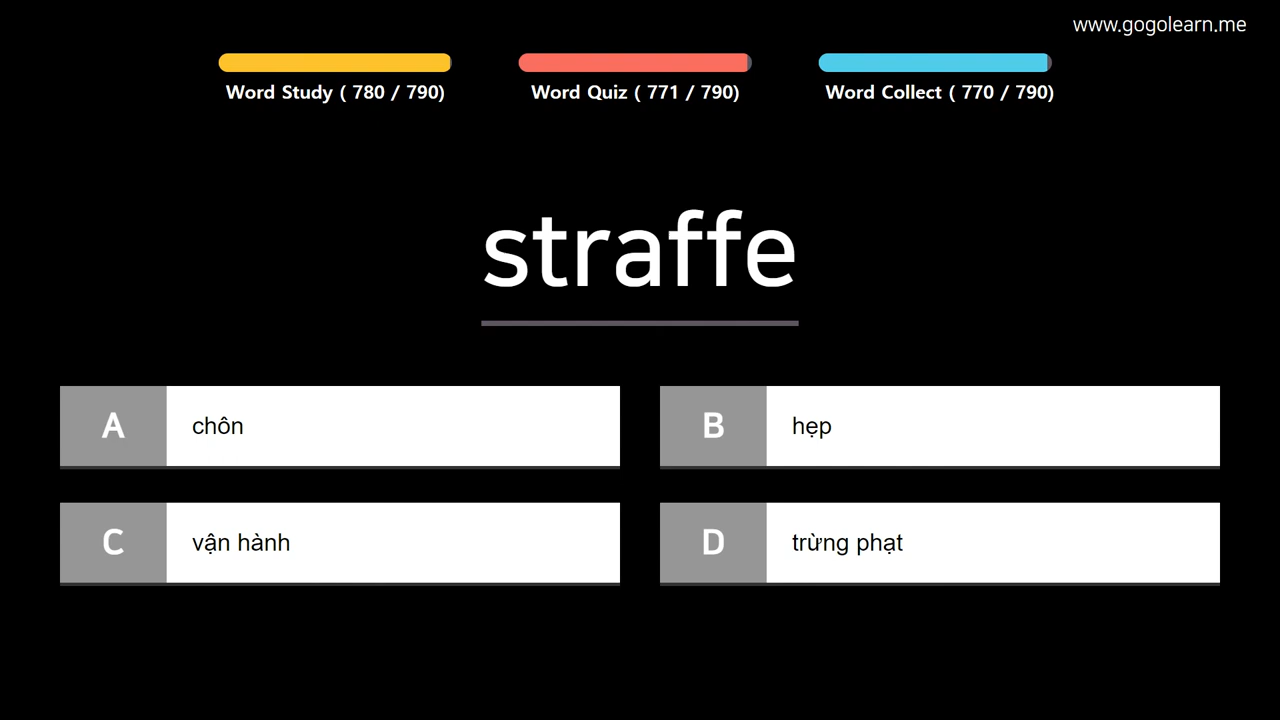 www.gogolearn.me
Word Study ( 780 / 790)
Word Quiz ( 771 / 790)
Word Collect ( 770 / 790)
straffe
A chôn
B hẹp
C vận hành
D trừng phạt